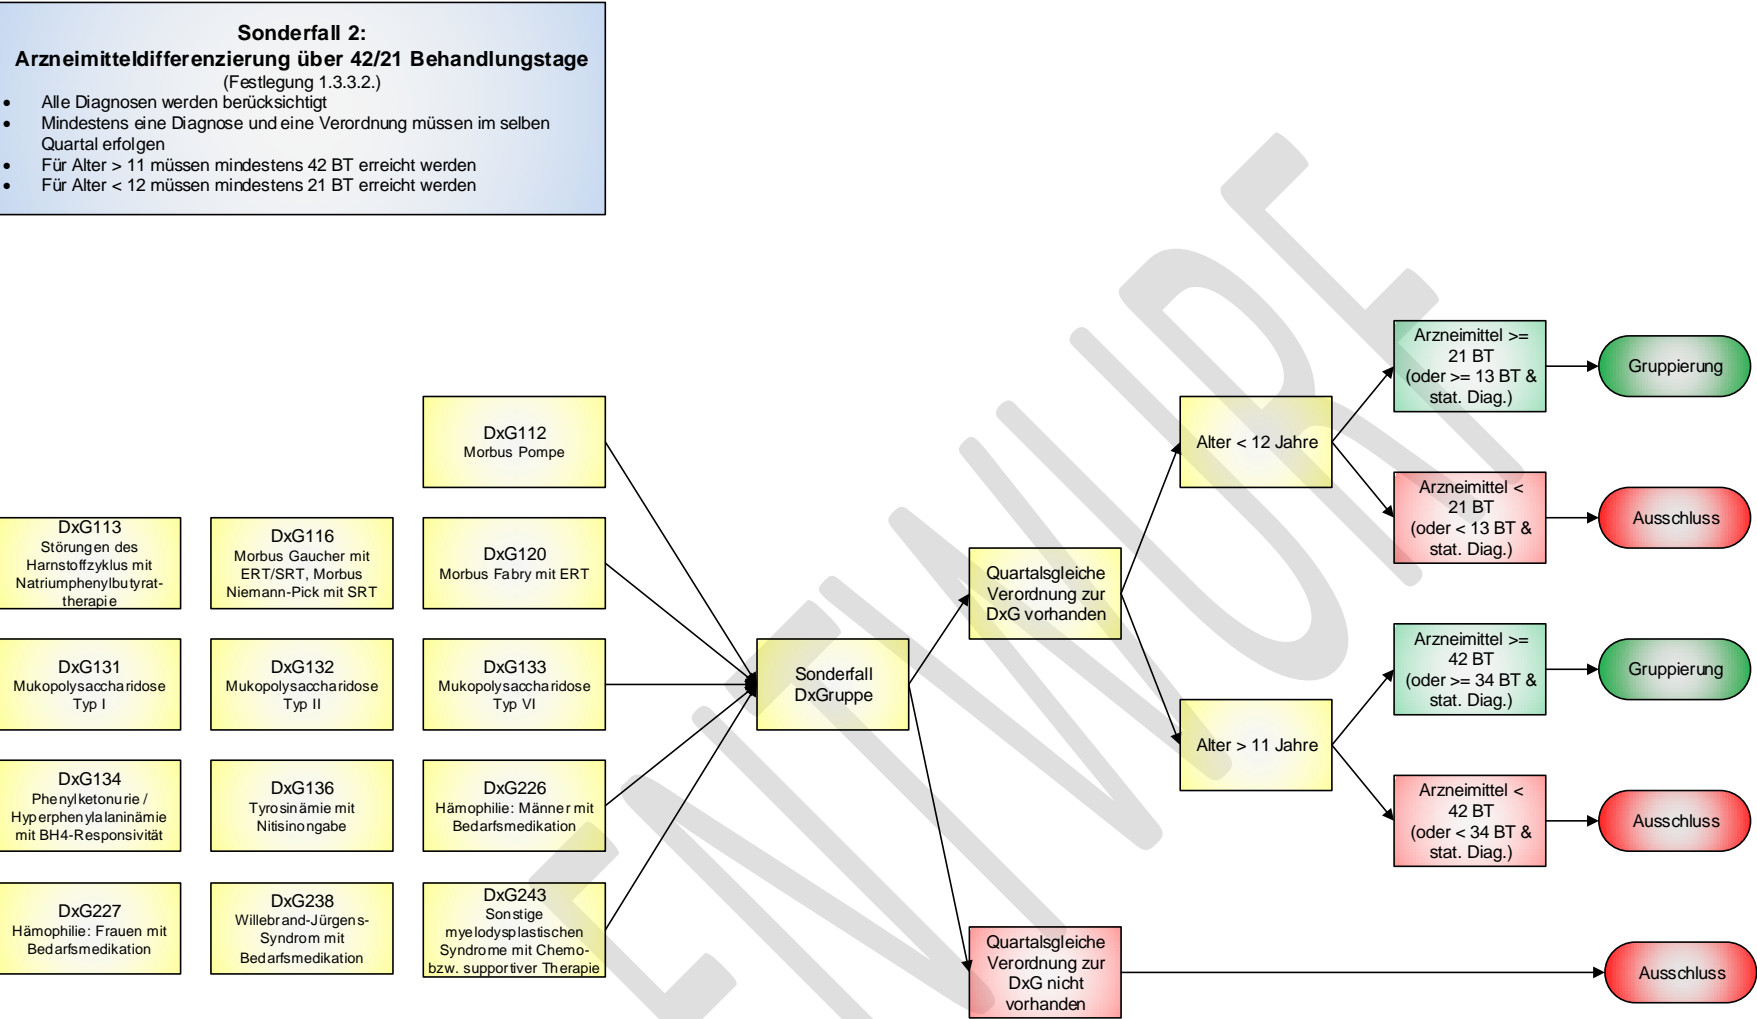 Sonderfall 2:
Arzneimitteldifferenzierung über 42/21 Behandlungstage
(Festlegung 1.3.3.2.)
• Alle Diagnosen werden berücksichtigt
• Mindestens eine Diagnose und eine Verordnung müssen im selben
Quartal erfolgen
• Für Alter > 11 müssen mindestens 42 BT erreicht werden
• Für Alter < 12 müssen mindestens 21 BT erreicht werden
DxG112
Morbus Pompe
DxG113
Störungen des
Harnstoffzyklus mit
Natriumphenylbutyrat-
therapie
DxG116
Morbus Gaucher mit
ERT/SRT, Morbus
Niemann-Pick mit SRT
DxG120
Morbus Fabry mit ERT
DxG131
Mukopolysaccharidose
Typ I
DxG132
Mukopolysaccharidose
Typ II
DxG133
Mukopolysaccharidose
Typ VI
DxG134
Phenylketonurie /
Hyperphenylalaninämie
mit BH4-Responsivität
DxG136
Tyrosinämie mit
Nitisinongabe
DxG226
Hämophilie: Männer mit
Bedarfsmedikation
DxG227
Hämophilie: Frauen mit
Bedarfsmedikation
DxG238
Willebrand-Jürgens-
Syndrom mit
Bedarfsmedikation
DxG243
Sonstige
myelodysplastischen
Syndrome mit Chemo-
bzw. supportiver Therapie
Sonderfall
DxGruppe
Quartalsgleiche
Verordnung zur
DxG vorhanden
Quartalsgleiche
Verordnung zur
DxG nicht
vorhanden
Alter < 12 Jahre
Alter > 11 Jahre
Arzneimittel >=
21 BT
(oder >= 13 BT &
stat. Diag.)
Gruppierung
Arzneimittel <
21 BT
(oder < 13 BT &
stat. Diag.)
Ausschluss
Arzneimittel >=
42 BT
(oder >= 34 BT &
stat. Diag.)
Gruppierung
Arzneimittel <
42 BT
(oder < 34 BT &
stat. Diag.)
Ausschluss
Ausschluss
ENTWURF